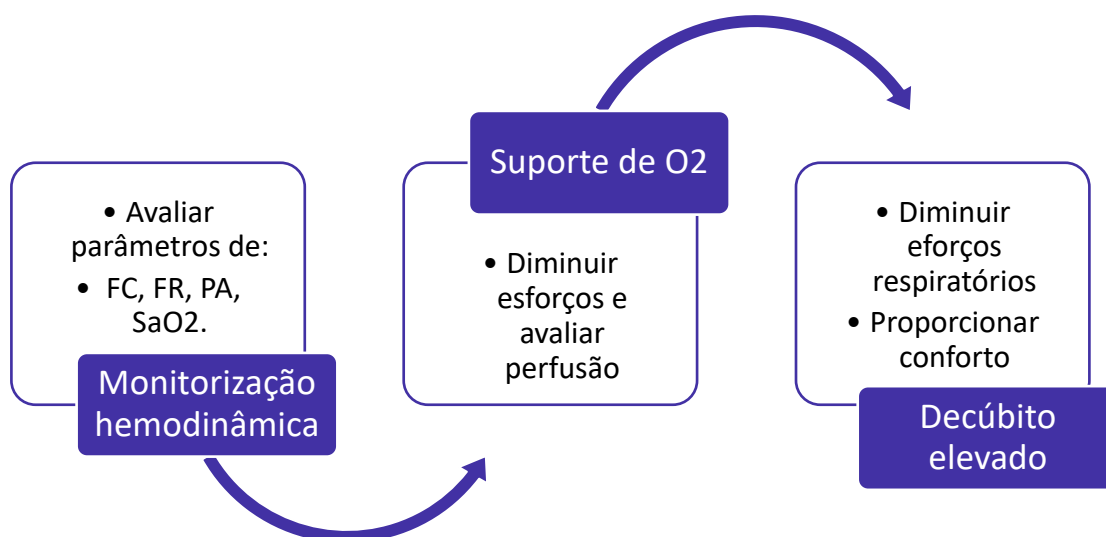 • Avaliar
parâmetros de:
• FC, FR, PA,
SaO2.
Monitorização
hemodinâmica
Suporte de O2
• Diminuir
esforços e
avaliar
perfusão
• Diminuir
eforços
respiratórios
• Proporcionar
conforto
Decúbito
elevado